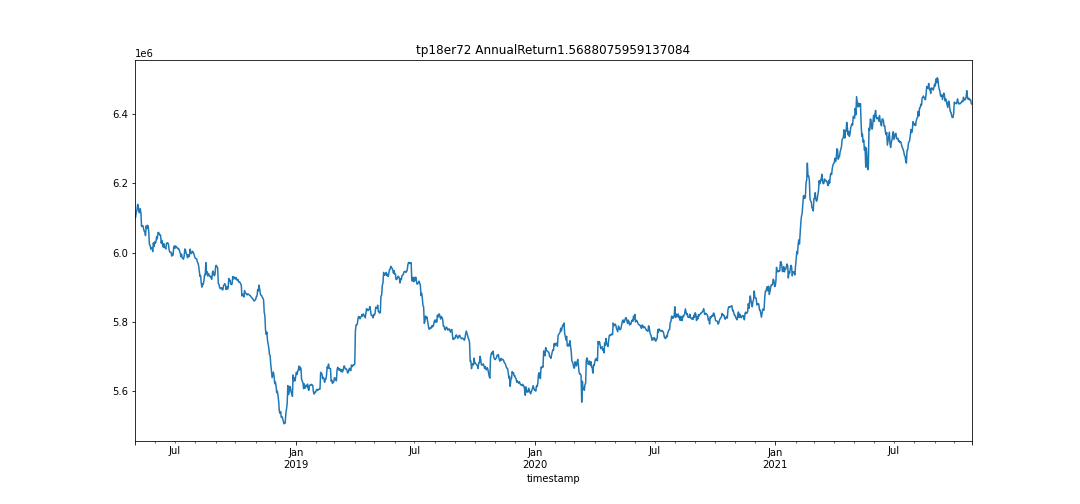 tp18er72 AnnualReturn1.5688075959137084
1e6
6.4
6.2
6.0
5.8
5.6
Jul Jan Jul Jan Jul Jan Jul
2019 2020 2021
timestamp